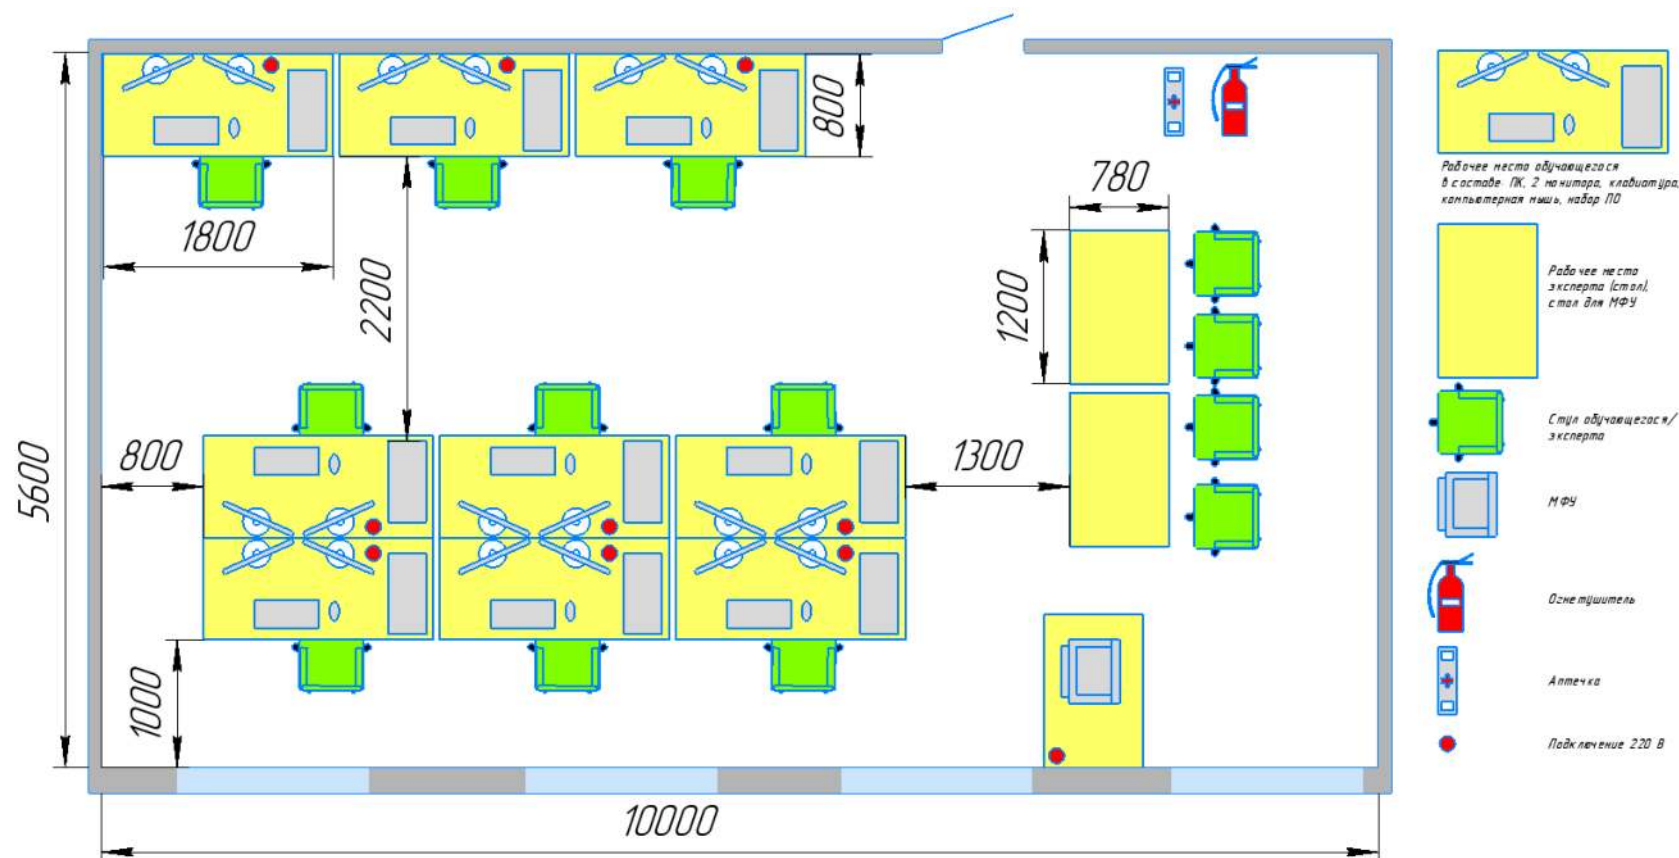 800
780
Рабочее место обучающегося
в составе: ПК, 2 монитора, клавиатура,
компьютерная мышь, набор ПО
1800
2200
1200
Рабочее место
эксперта (стол),
стол для МФУ
5600
800
1300
Стул обучающегося/
эксперта
МФУ
Огнетушитель
1000
Аптечка
Подключение 220 В
10000